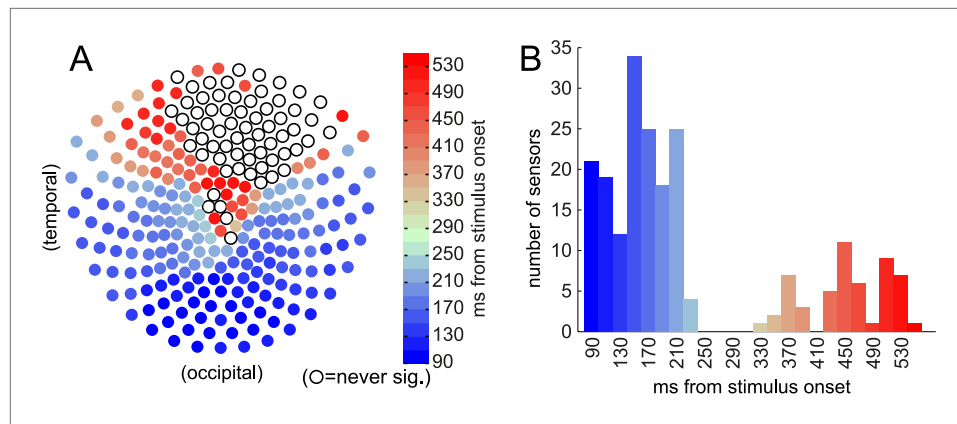 A
530
490
450
410
370
330
290
250
210
170
130
90
ms from stimulus onset
(temporal)
(occipital)
(O=never sig.)
B
35
30
25
20
15
10
5
0
number of sensors
90 130 170 210 250 290 330 370 410 450 490 530
ms from stimulus onset